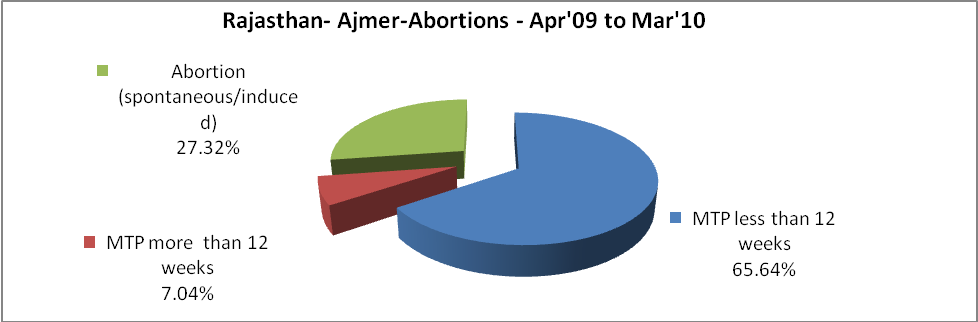 Rajasthan- Ajmer-Abortions - Apr'09 to Mar'10
Abortion
(spontaneous/induce
d)
27.32%
MTP less than 12
weeks
65.64%
MTP more  than 12
weeks
7.04%